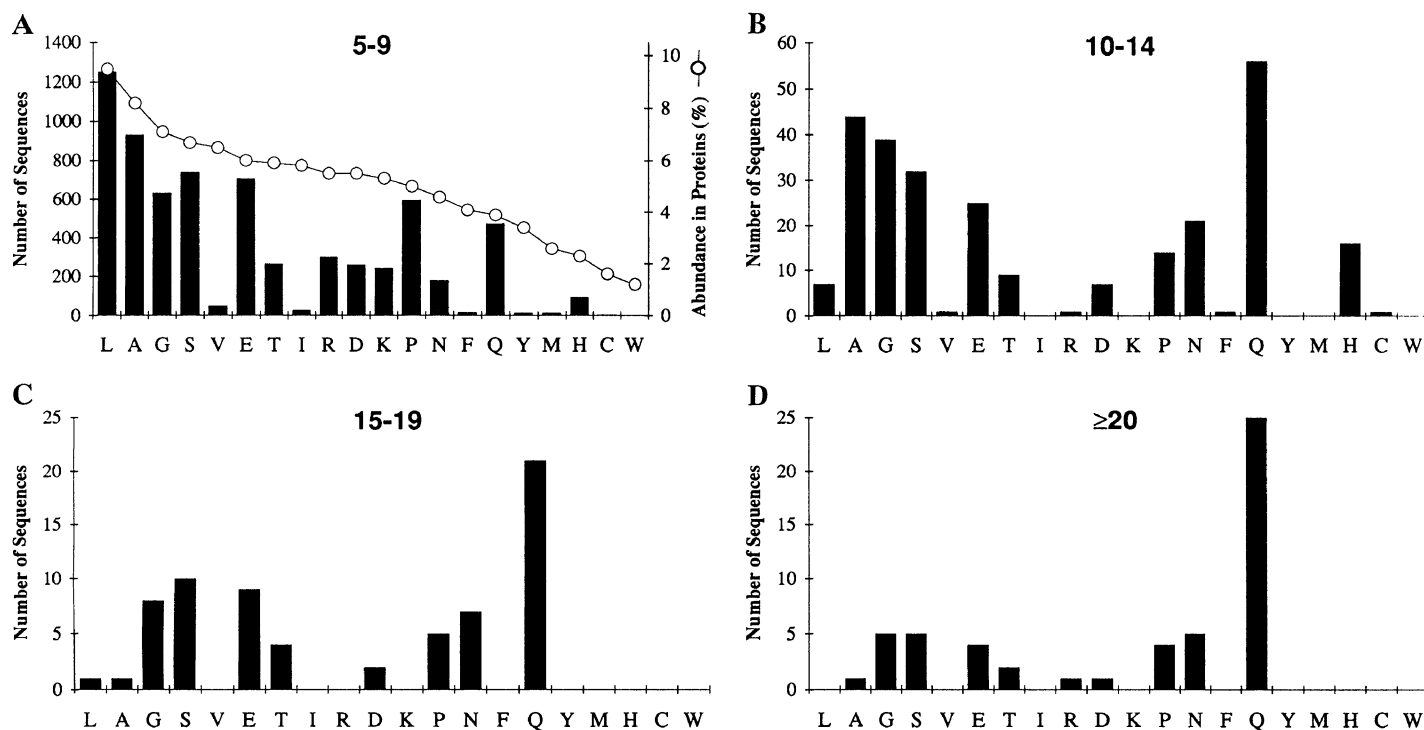 A
5-9
1400
1200
1000
800
600
400
200
0
Number of Sequences
10
8
6
4
2
0
Abundance in Proteins (%)
L A G S V E T I R D K P N F Q Y M H C W
B
10-14
60
50
40
30
20
10
0
Number of Sequences
L A G S V E T I R D K P N F Q Y M H C W
C
15-19
25
20
15
10
5
0
Number of Sequences
L A G S V E T I R D K P N F Q Y M H C W
D
≥20
25
20
15
10
5
0
Number of Sequences
L A G S V E T I R D K P N F Q Y M H C W